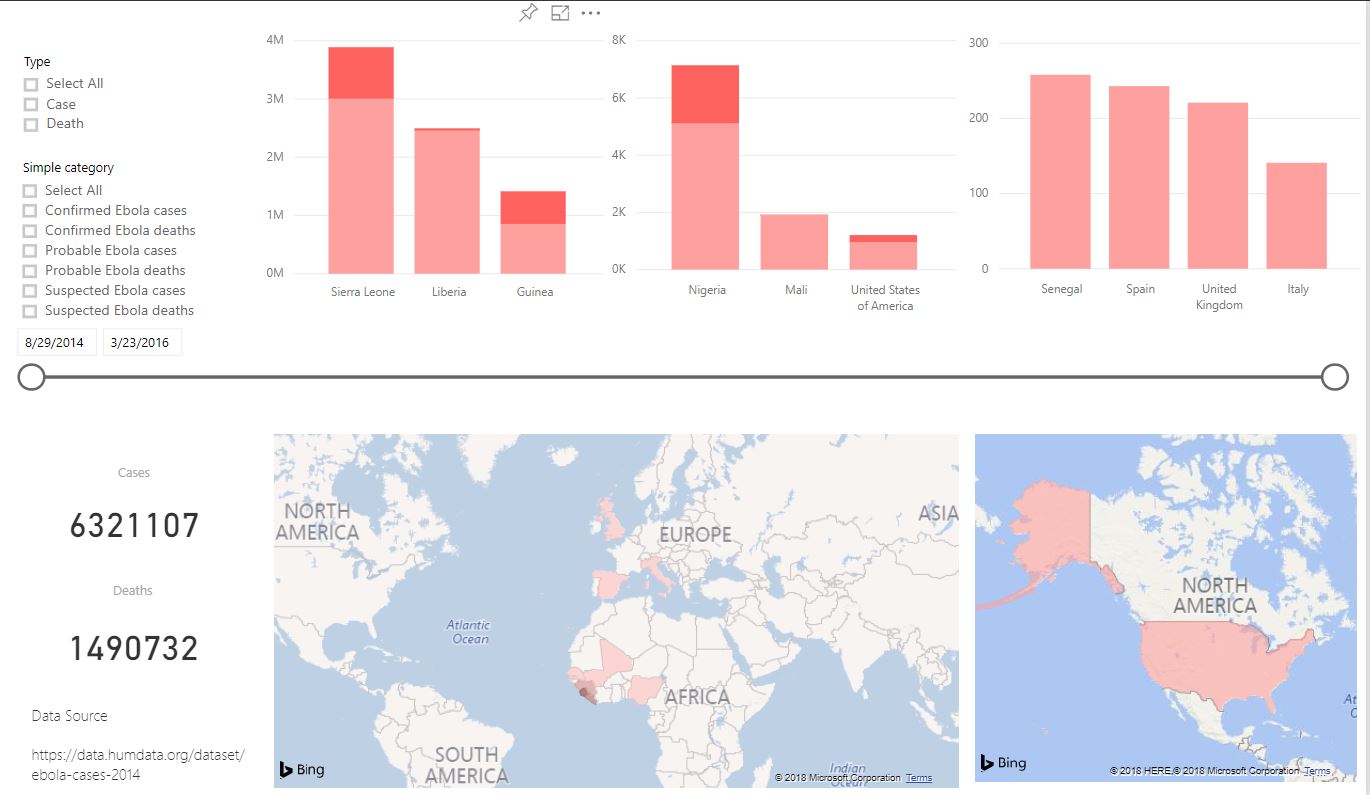 Type
Select All
Case
Death
Simple category
Select All
Confirmed Ebola cases
Confirmed Ebola deaths
Probable Ebola cases
Probable Ebola deaths
Suspected Ebola cases
Suspected Ebola deaths
8/29/2014 3/23/2016
4M
3M
2M
1M
0M
Sierra Leone Liberia Guinea
8K
6K
4K
2K
0K
Nigeria Mali United States
of America
300
200
100
0
Senegal Spain United Italy
Kingdom
Cases
6321107
Deaths
1490732
Data Source
https://data.humdata.org/dataset/
ebola-cases-2014
NORTH
AMERICA
EUROPE
ASIA
Atlantic
Ocean
AFRICA
SOUTH
AMERICA
Indian
Ocean
Bing
© 2018 Microsoft Corporation Terms
NORTH
AMERICA
At
Oc
Bing
© 2018 HERE,© 2018 Microsoft Corporation Terms